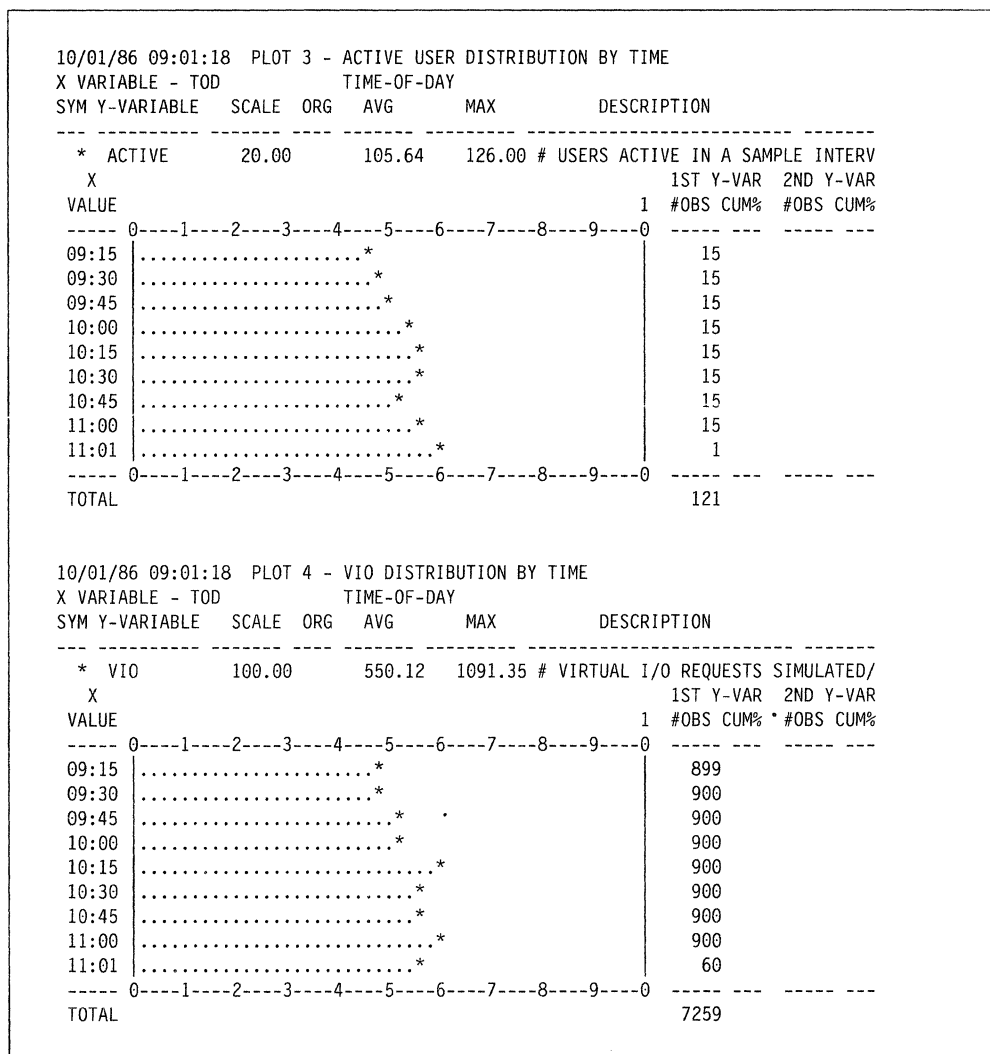 10/01/86 09:01:18 PLOT 3 - ACTIVE USER DISTRIBUTION BY TIME
X VARIABLE - TOD TIME-OF-DAY
SYM Y-VARIABLE SCALE ORG AVG MAX DESCRIPTION
--- ---------- ------- ---- ------- --------- -------------------------- -------
* ACTIVE 20.00 105.64 126.00 # USERS ACTIVE IN A SAMPLE INTERV
X 1ST Y-VAR 2ND Y-VAR
VALUE 1 #OBS CUM% #OBS CUM%
----- 0----1----2----3----4----5----6----7----8----9----0 ----- --- ----- ---
09:15 |......................* | 15
09:30 |.......................* | 15
09:45 |........................* | 15
10:00 |..........................* | 15
10:15 |...........................* | 15
10:30 |...........................* | 15
10:45 |.........................* | 15
11:00 |...........................* | 15
11:01 |.............................* | 1
----- 0----1----2----3----4----5----6----7----8----9----0 ----- --- ----- ---
TOTAL 121
10/01/86 09:01:18 PLOT 4 - VIO DISTRIBUTION BY TIME
X VARIABLE - TOD TIME-OF-DAY
SYM Y-VARIABLE SCALE ORG AVG MAX DESCRIPTION
--- ---------- ------- ---- ------- --------- -------------------------- -------
* VIO 100.00 550.12 1091.35 # VIRTUAL I/O REQUESTS SIMULATED/
X 1ST Y-VAR 2ND Y-VAR
VALUE 1 #OBS CUM% #OBS CUM%
----- 0----1----2----3----4----5----6----7----8----9----0 ----- --- ----- ---
09:15 |.......................* | 899
09:30 |.......................* | 900
09:45 |.........................* | 900
10:00 |.........................* | 900
10:15 |.............................* | 900
10:30 |...........................* | 900
10:45 |...........................* | 900
11:00 |.............................* | 900
11:01 |...........................* | 60
----- 0----1----2----3----4----5----6----7----8----9----0 ----- --- ----- ---
TOTAL 7259